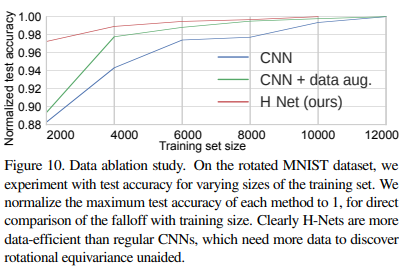 Normalized test accuracy
1.00
0.98
0.96
0.94
0.92
0.90
0.88
CNN
CNN + data aug.
H Net (ours)
2000 4000 6000 8000 10000 12000
Training set size
Figure 10. Data ablation study. On the rotated MNIST dataset, we
experiment with test accuracy for varying sizes of the training set. We
normalize the maximum test accuracy of each method to 1, for direct
comparison of the falloff with training size. Clearly H-Nets are more
data-efficient than regular CNNs, which need more data to discover
rotational equivariance unaided.